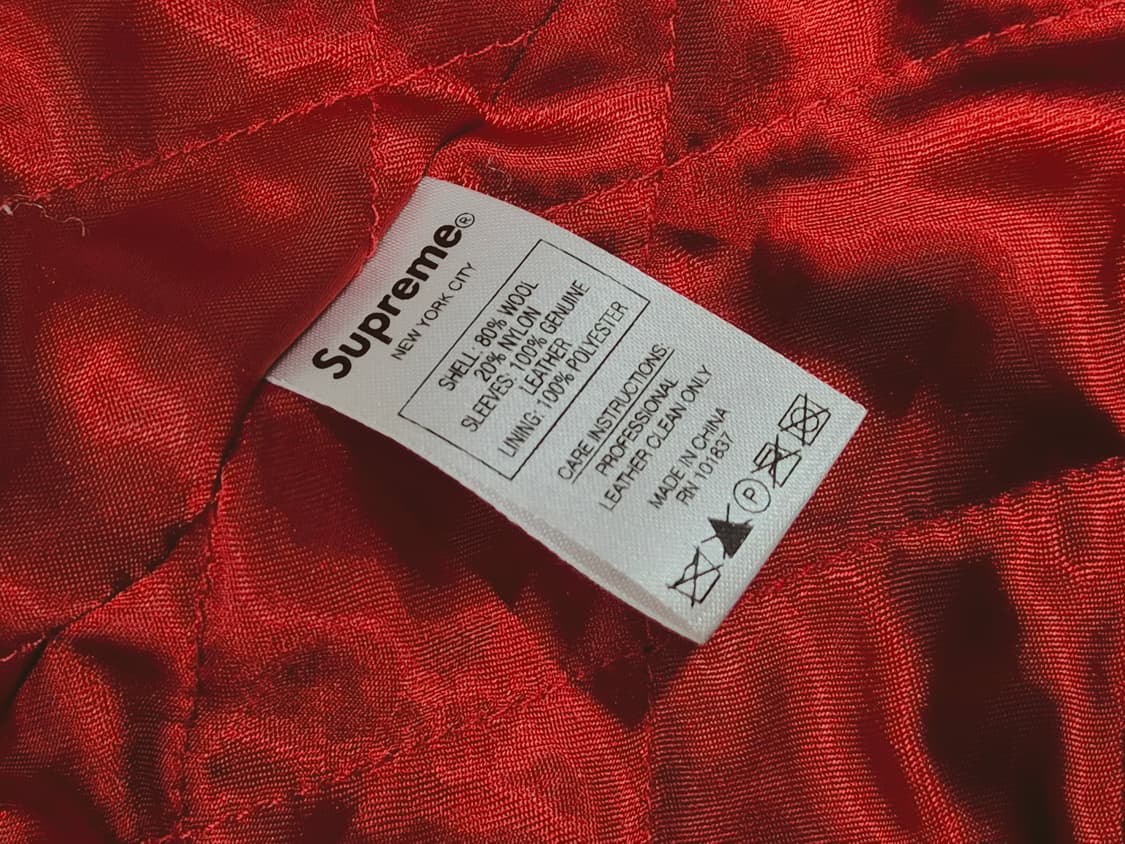 Supreme®
NEW YORK CITY
SHELL: 80% WOOL
20% NYLON
SLEEVES: 100% GENUINE
LEATHER
LINING: 100% POLYESTER
CARE INSTRUCTIONS:
PROFESSIONAL
LEATHER CLEAN ONLY
MADE IN CHINA
RN 101837
P